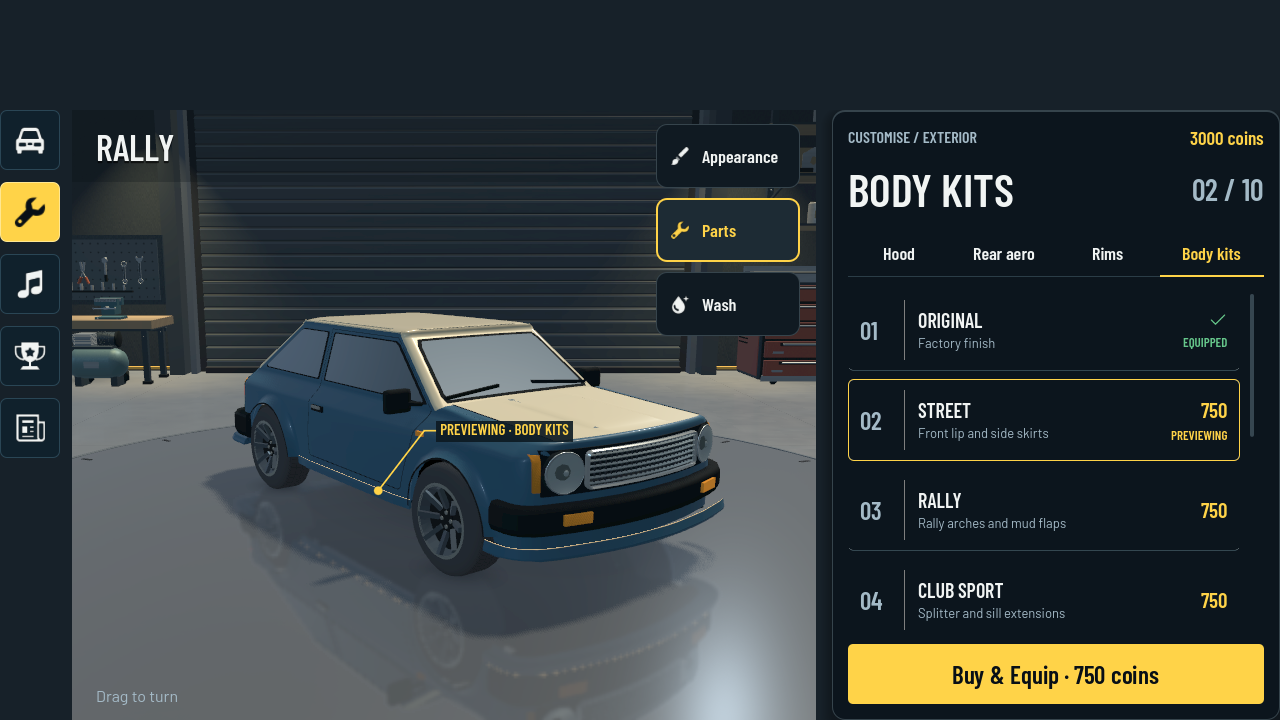 RALLY
Appearance
Parts
Wash
PREVIEWING · BODY KITS
Drag to turn
CUSTOMISE / EXTERIOR
3000 coins
BODY KITS
02 / 10
Hood
Rear aero
Rims
Body kits
01
ORIGINAL
Factory finish
EQUIPPED
02
STREET
Front lip and side skirts
750
PREVIEWING
03
RALLY
Rally arches and mud flaps
750
04
CLUB SPORT
Splitter and sill extensions
750
Buy & Equip · 750 coins